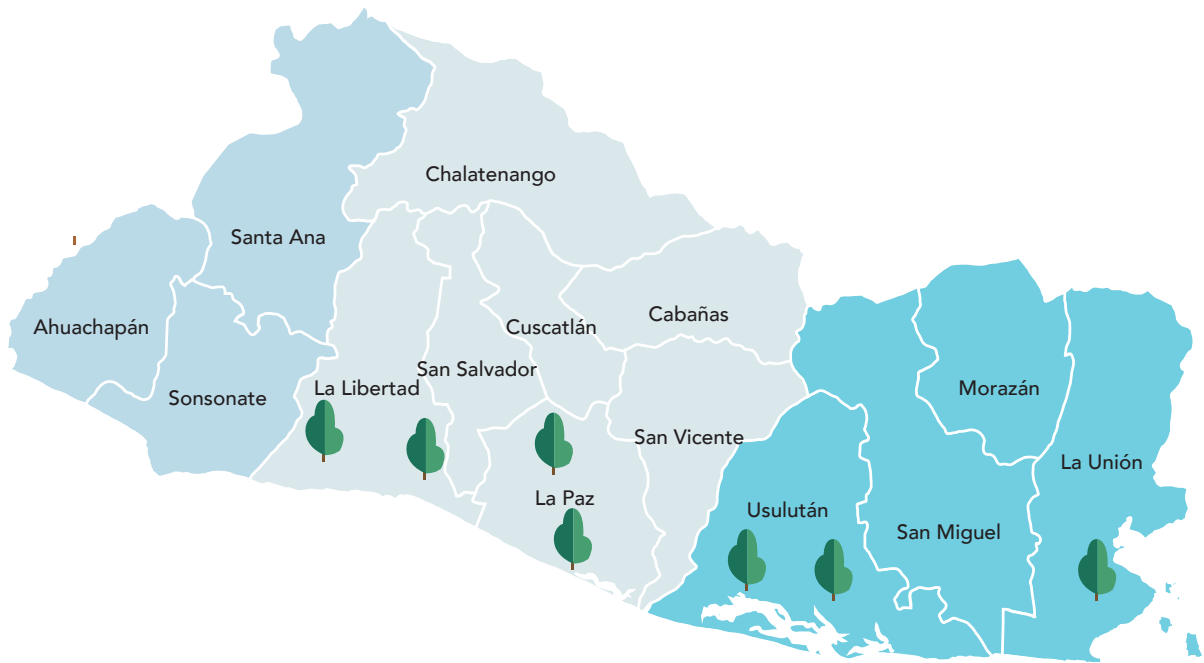 Chalatenango
Santa Ana
Ahuachapán
Sonsonate
La Libertad
San Salvador
Cuscatlán
Cabañas
San Vicente
La Paz
Usulután
San Miguel
Morazán
La Unión